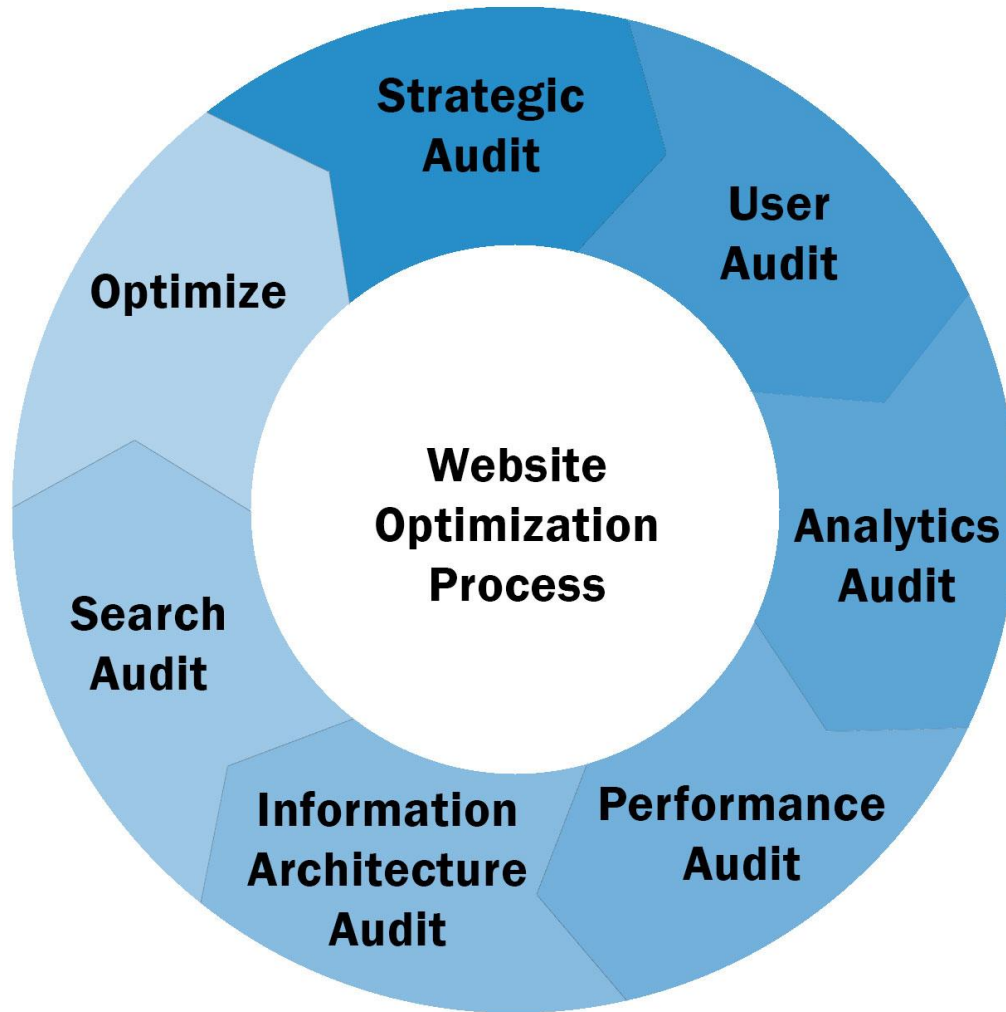 Strategic
Audit
User
Audit
Analytics
Audit
Performance
Audit
Information
Architecture
Audit
Search
Audit
Optimize
Website
Optimization
Process